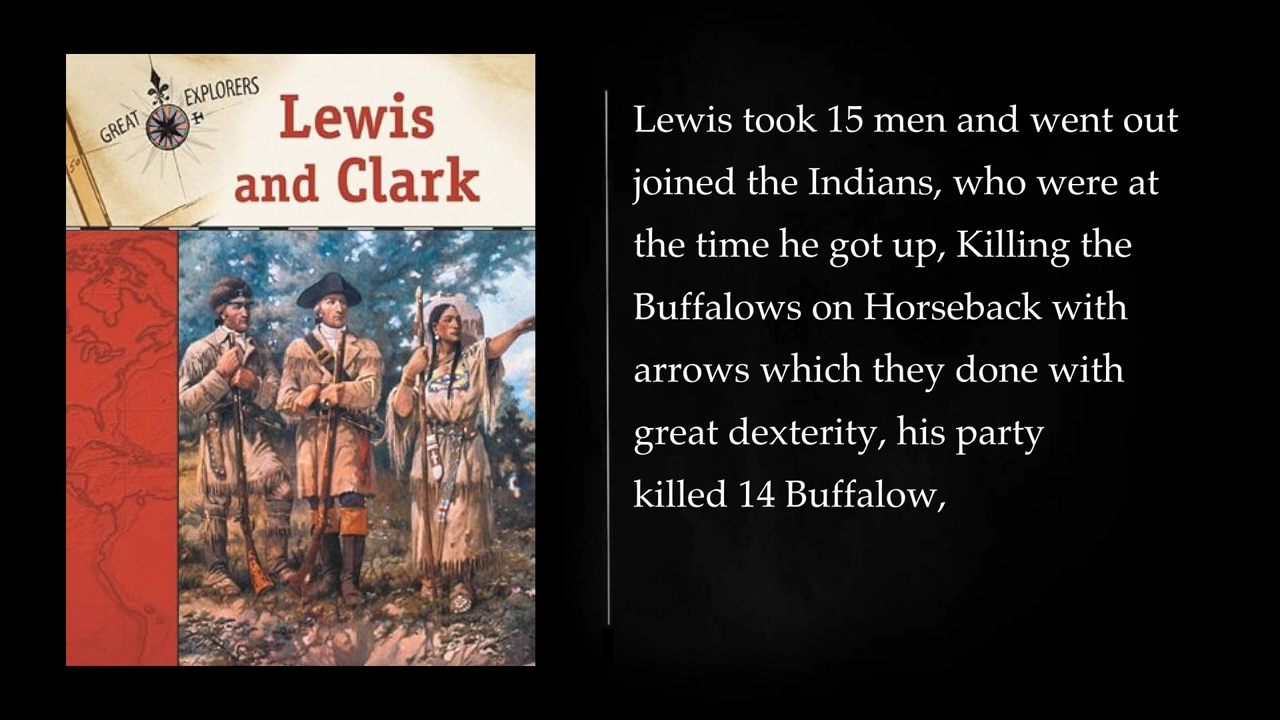 GREAT EXPLORERS
Lewis
and Clark
50
Lewis took 15 men and went out
joined the Indians, who were at
the time he got up, Killing the
Buffalows on Horseback with
arrows which they done with
great dexterity, his party
killed 14 Buffalow,